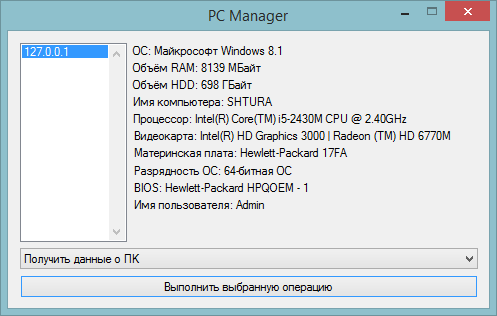 PC Manager
127.0.0.1
ОС: Майкрософт Windows 8.1
Объём RAM: 8139 МБайт
Объём HDD: 698 ГБайт
Имя компьютера: SHTURA
Процессор: Intel(R) Core(TM) i5-2430M CPU @ 2.40GHz
Видеокарта: Intel(R) HD Graphics 3000 | Radeon (TM) HD 6770M
Материнская плата: Hewlett-Packard 17FA
Разрядность ОС: 64-битная ОС
BIOS: Hewlett-Packard HPQOEM - 1
Имя пользователя: Admin
Получить данные о ПК
Выполнить выбранную операцию